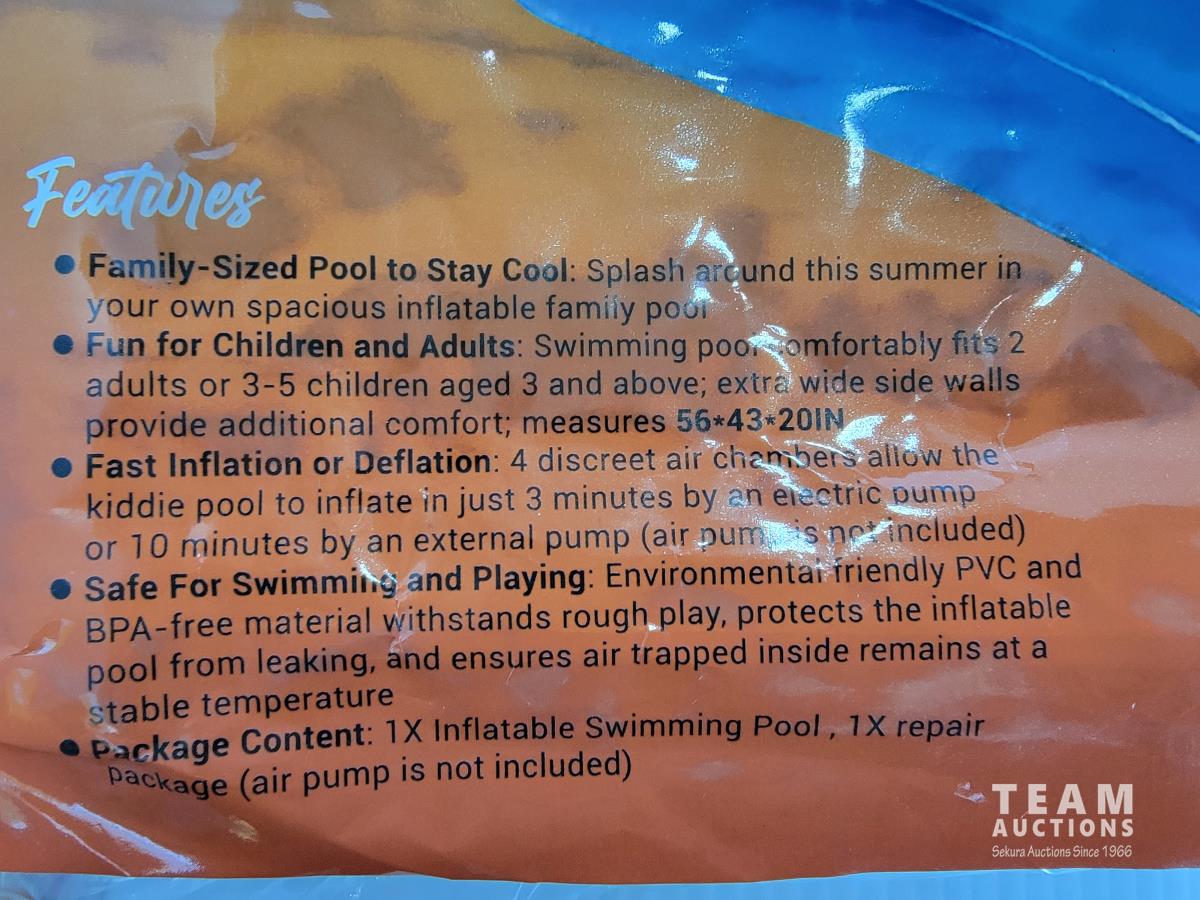 Features
● Family-Sized Pool to Stay Cool: Splash around this summer in
your own spacious inflatable family pool
● Fun for Children and Adults: Swimming pool comfortably fits 2
adults or 3-5 children aged 3 and above; extra wide side walls
provide additional comfort; measures 56*43*20IN
● Fast Inflation or Deflation: 4 discreet air chambers allow the
kiddie pool to inflate in just 3 minutes by an electric pump
or 10 minutes by an external pump (air pump is not included)
● Safe For Swimming and Playing: Environmental friendly PVC and
BPA-free material withstands rough play, protects the inflatable
pool from leaking, and ensures air trapped inside remains at a
stable temperature
● Package Content: 1X Inflatable Swimming Pool , 1X repair
package (air pump is not included)
TEAM
AUCTIONS
Sekura Auctions Since 1966